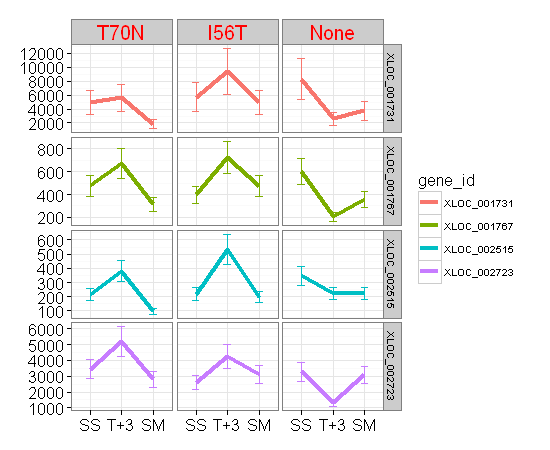 T70N I56T None
12000
10000
8000
6000
4000
2000
XLOC_001731
800
600
400
200
XLOC_001767
600
500
400
300
200
100
XLOC_002515
6000
5000
4000
3000
2000
1000
XLOC_002723
SS T+3 SM SS T+3 SM SS T+3 SM
gene_id
XLOC_001731
XLOC_001767
XLOC_002515
XLOC_002723